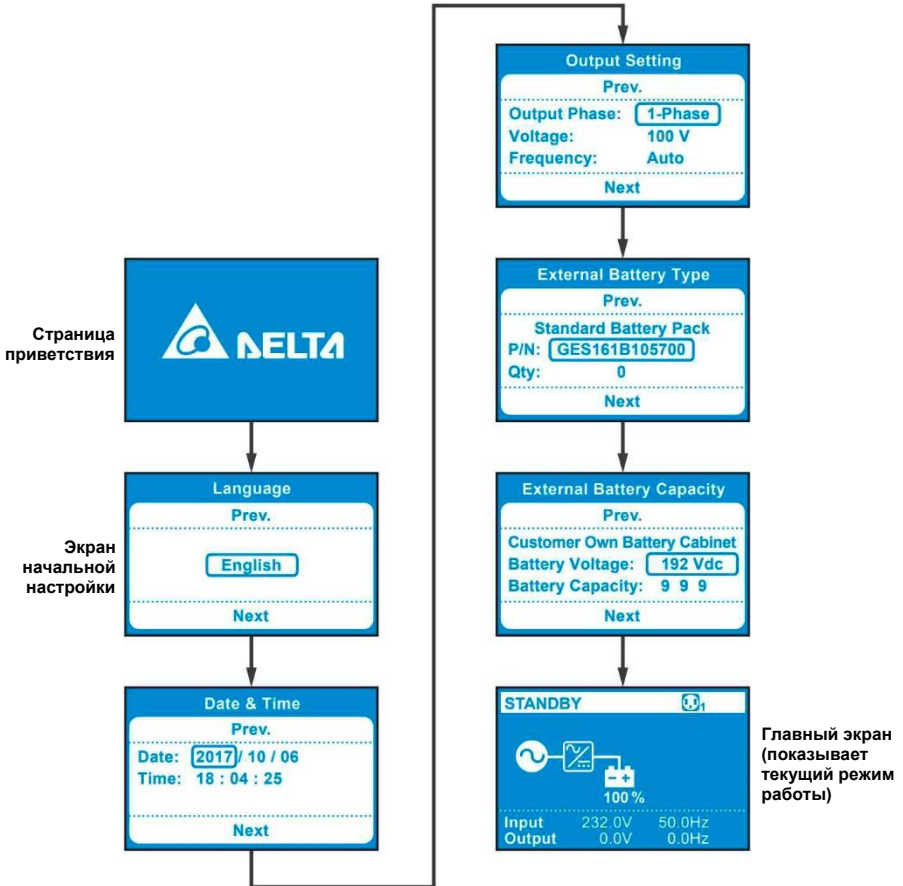 Страница
приветствия
DELTA
Экран
начальной
настройки
Language
Prev.
English
Next
Date & Time
Prev.
Date: 2017 / 10 / 06
Time: 18 : 04 : 25
Next
Output Setting
Prev.
Output Phase: 1-Phase
Voltage: 100 V
Frequency: Auto
Next
External Battery Type
Prev.
Standard Battery Pack
P/N: GES161B105700
Qty: 0
Next
External Battery Capacity
Prev.
Customer Own Battery Cabinet
Battery Voltage: 192 Vdc
Battery Capacity: 9 9 9
Next
STANDBY 1
100 %
Input 232.0V 50.0Hz
Output 0.0V 0.0Hz
Главный экран
(показывает
текущий режим
работы)